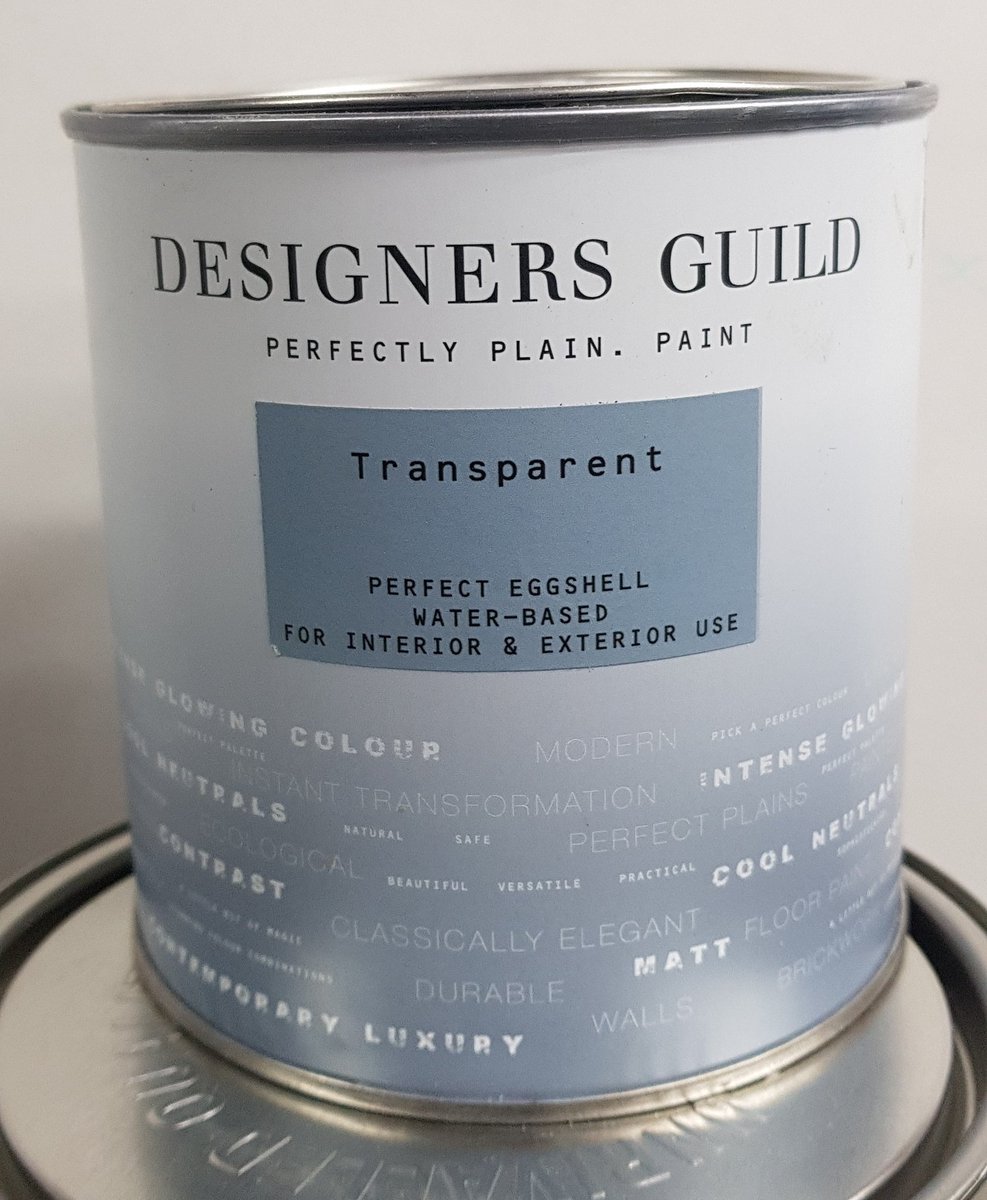 DESIGNERS GUILD
PERFECTLY PLAIN. PAINT
Transparent
PERFECT EGGSHELL
WATER-BASED
FOR INTERIOR & EXTERIOR USE
GLOWING COLOUR
MODERN
PICK A PERFECT COLOUR
INTENSE GLOWING
PERFECT PALETTE
NEUTRALS
INSTANT TRANSFORMATION
NATURAL
SAFE
PERFECT PLAINS
COOL NEUTRALS
ECOLOGICAL
CONTRAST
BEAUTIFUL
VERSATILE
PRACTICAL
CLASSICALLY ELEGANT
MATT
FLOOR PAINT
DURABLE
WALLS
CONTEMPORARY LUXURY